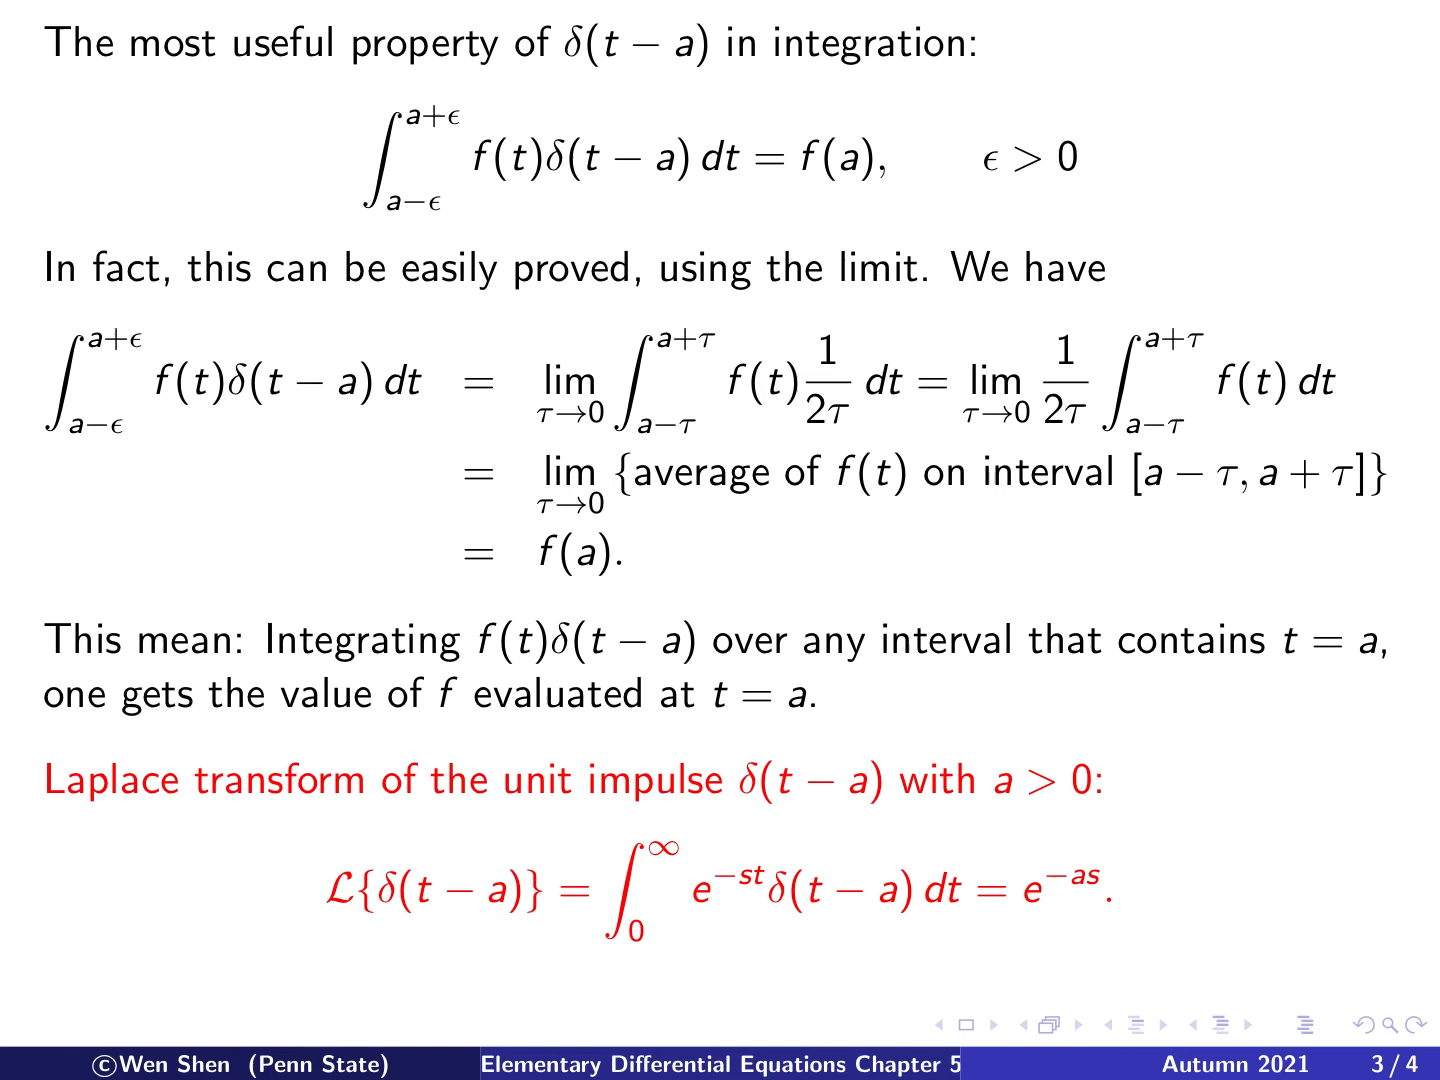 The most useful property of δ(t − a) in integration:
∫_{a−ϵ}^{a+ϵ} f(t)δ(t − a) dt = f(a), ϵ > 0
In fact, this can be easily proved, using the limit. We have
∫_{a−ϵ}^{a+ϵ} f(t)δ(t − a) dt = lim_{τ→0} ∫_{a−τ}^{a+τ} f(t) \frac{1}{2τ} dt = lim_{τ→0} \frac{1}{2τ} ∫_{a−τ}^{a+τ} f(t) dt
= lim_{τ→0} {average of f(t) on interval [a − τ, a + τ]}
= f(a).
This mean: Integrating f(t)δ(t − a) over any interval that contains t = a,
one gets the value of f evaluated at t = a.
Laplace transform of the unit impulse δ(t − a) with a > 0:
ℒ{δ(t − a)} = ∫_{0}^{∞} e^{−st}δ(t − a) dt = e^{−as}.
©Wen Shen (Penn State) Elementary Differential Equations Chapter 5 Autumn 2021 3 / 4